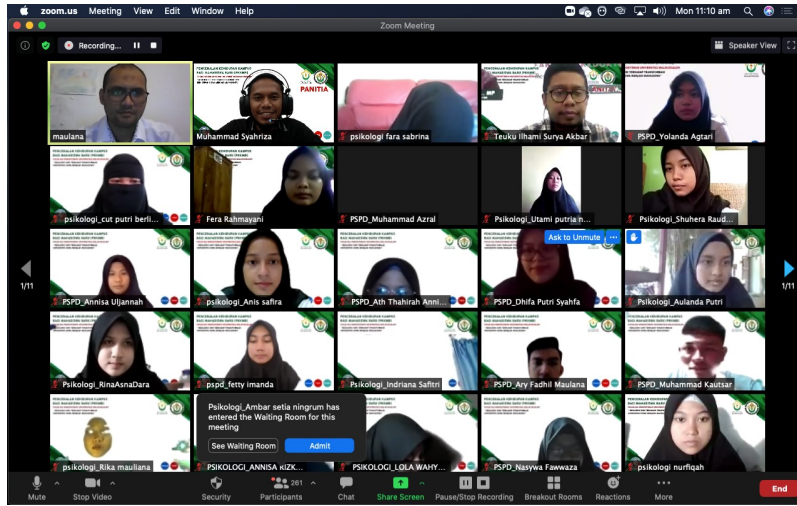 zoom.us Meeting View Edit Window Help
Mon 11:10 am
Zoom Meeting
Recording...
Speaker View
maulana
PANITIA
Muhammad Syahriza
psikologi fara sabrina
Teuku Ilhami Surya Akbar
PSPD_Yolanda Agtari
psikologi_cut putri berli...
Fera Rahmayani
PSPD_Muhammad Azral
Psikologi_Utami putria n...
Psikologi_Shuhera Raud...
Ask to Unmute
1/11
1/11
PSPD_Annisa Uljannah
psikologi_Anis safira
PSPD_Ath Thahirah Anni...
PSPD_Dhifa Putri Syahfa
Psikologi_Aulanda Putri
Psikologi_RinaAsnaDara
pspd_fetty imanda
Psikologi_Indriana Safitri
PSPD_Ary Fadhil Maulana
PSPD_Muhammad Kautsar
Psikologi_Ambar setia ningrum has
entered the Waiting Room for this
meeting
See Waiting Room
Admit
psikologi_Rika mauliana
PSIKOLOGI_ANNISA
PSIKOLOGI_LOLA WAHY...
PSPD_Nasywa Fawwaza
psikologi nurfiqah
261
Mute
Stop Video
Security
Participants
Chat
Share Screen
Pause/Stop Recording
Breakout Rooms
Reactions
More
End